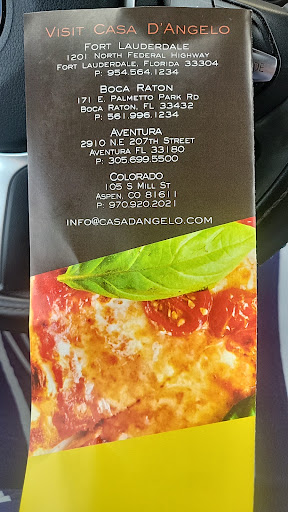 Visit Casa D'Angelo
Fort Lauderdale
1201 North Federal Highway
Fort Lauderdale, Florida 33304
P: 954.564.1234
Boca Raton
171 E. Palmetto Park Rd
Boca Raton, FL 33432
P: 561.996.1234
Aventura
2910 N.E 207th Street
Aventura FL 33180
P: 305.699.5500
Colorado
105 S Mill St
Aspen, CO 81611
P: 970.920.2021
info@casadangelo.com